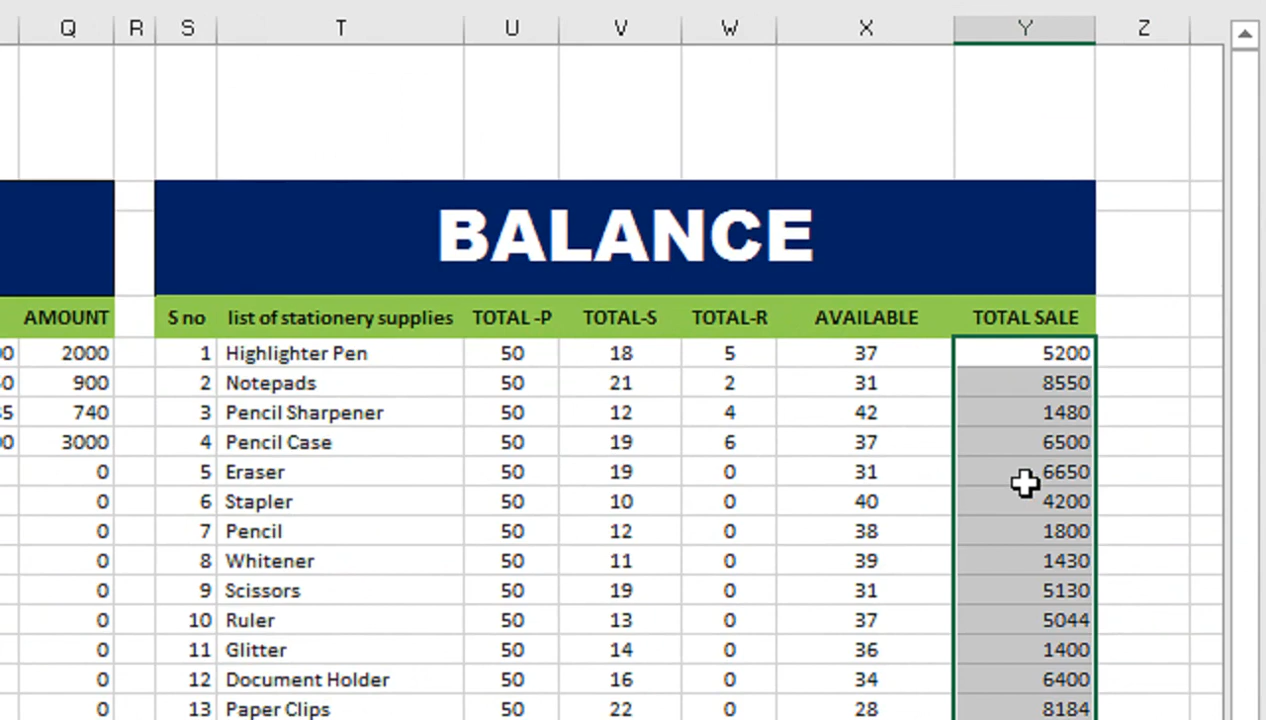 Q R S T U V W X Y Z
BALANCE
AMOUNT S no list of stationery supplies TOTAL -P TOTAL-S TOTAL-R AVAILABLE TOTAL SALE
2000 1 Highlighter Pen 50 18 5 37 5200
900 2 Notepads 50 21 2 31 8550
740 3 Pencil Sharpener 50 12 4 42 1480
3000 4 Pencil Case 50 19 6 37 6500
0 5 Eraser 50 19 0 31 6650
0 6 Stapler 50 10 0 40 4200
0 7 Pencil 50 12 0 38 1800
0 8 Whitener 50 11 0 39 1430
0 9 Scissors 50 19 0 31 5130
0 10 Ruler 50 13 0 37 5044
0 11 Glitter 50 14 0 36 1400
0 12 Document Holder 50 16 0 34 6400
0 13 Paper Clips 50 22 0 28 8184